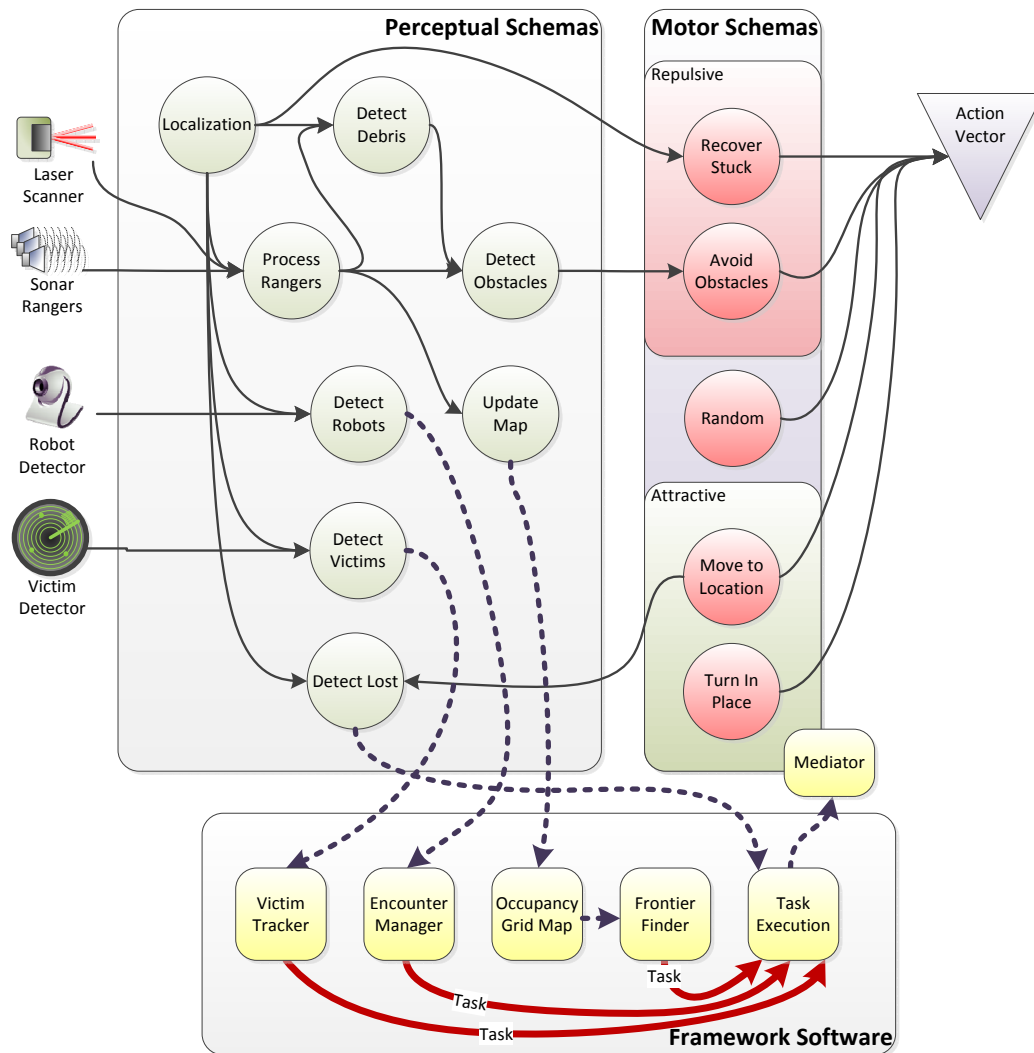 Perceptual Schemas
Motor Schemas
Repulsive
Localization
Detect
Debris
Recover
Stuck
Action
Vector
Laser
Scanner
Process
Rangers
Detect
Obstacles
Avoid
Obstacles
Sonar
Rangers
Detect
Robots
Update
Map
Random
Robot
Detector
Attractive
Detect
Victims
Move to
Location
Victim
Detector
Detect Lost
Turn In
Place
Mediator
Victim
Tracker
Encounter
Manager
Occupancy
Grid Map
Frontier
Finder
Task
Execution
Task
Task
Task
Framework Software